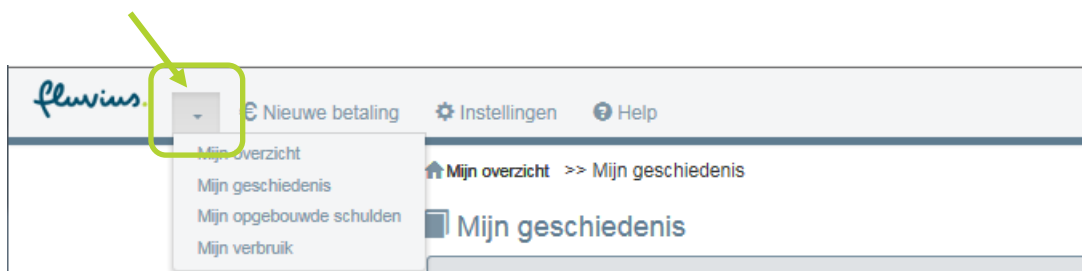 fluvius.
€ Nieuwe betaling Instellingen Help
Mijn overzicht
Mijn geschiedenis
Mijn opgebouwde schulden
Mijn verbruik
Mijn overzicht >> Mijn geschiedenis
Mijn geschiedenis